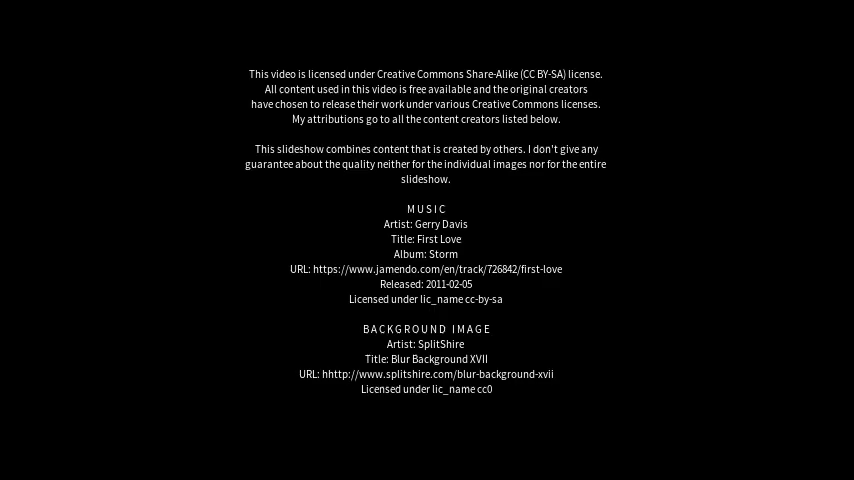 This video is licensed under Creative Commons Share-Alike (CC BY-SA) license.
All content used in this video is free available and the original creators
have chosen to release their work under various Creative Commons licenses.
My attributions go to all the content creators listed below.
This slideshow combines content that is created by others. I don't give any
guarantee about the quality neither for the individual images nor for the entire
slideshow.
MUSIC
Artist: Gerry Davis
Title: First Love
Album: Storm
URL: https://www.jamendo.com/en/track/726842/first-love
Released: 2011-02-05
Licensed under lic_name cc-by-sa
BACKGROUND IMAGE
Artist: SplitShire
Title: Blur Background XVII
URL: hhttp://www.splitshire.com/blur-background-xvii
Licensed under lic_name cc0